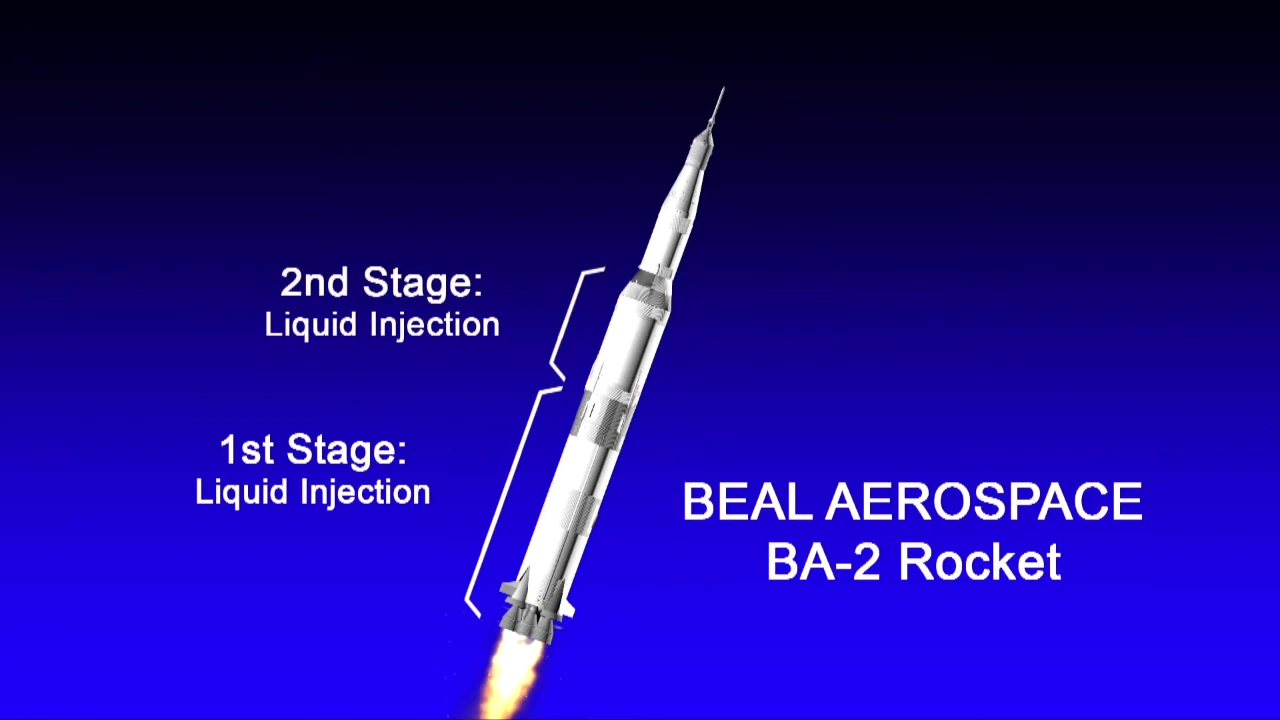 2nd Stage:
Liquid Injection
1st Stage:
Liquid Injection
BEAL AEROSPACE
BA-2 Rocket